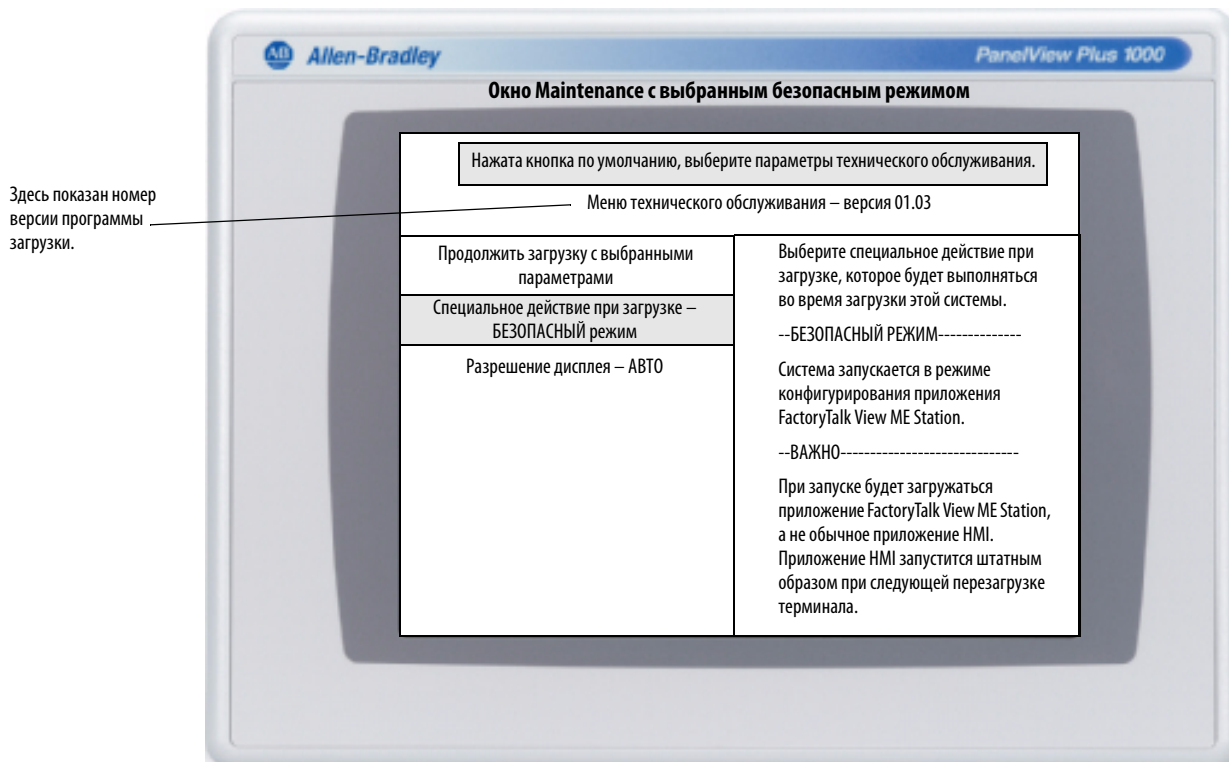 AB Allen-Bradley
PanelView Plus 1000
Окно Maintenance с выбранным безопасным режимом
Нажата кнопка по умолчанию, выберите параметры технического обслуживания.
Здесь показан номер
версии программы
загрузки.
Меню технического обслуживания – версия 01.03
Продолжить загрузку с выбранными
параметрами
Специальное действие при загрузке –
БЕЗОПАСНЫЙ режим
Разрешение дисплея – АВТО
Выберите специальное действие при
загрузке, которое будет выполняться
во время загрузки этой системы.
--БЕЗОПАСНЫЙ РЕЖИМ--------------
Система запускается в режиме
конфигурирования приложения
FactoryTalk View ME Station.
--ВАЖНО------------------------------
При запуске будет загружаться
приложение FactoryTalk View ME Station,
а не обычное приложение HMI.
Приложение HMI запустится штатным
образом при следующей перезагрузке
терминала.